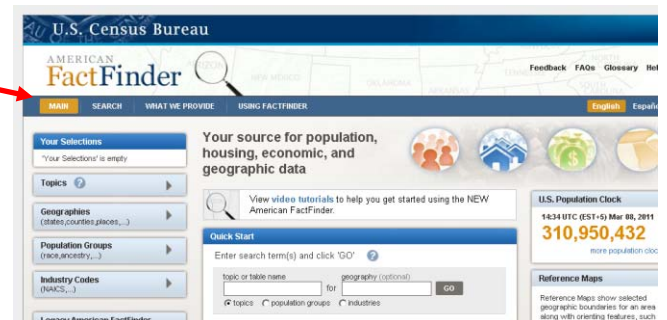 U.S. Census Bureau
AMERICAN
FactFinder
Feedback FAQs Glossary Hel
MAIN SEARCH WHAT WE PROVIDE USING FACTFINDER
English Españo
Your Selections
'Your Selections' is empty
Topics
Geographies
(states,counties,places,...)
Population Groups
(race,ancestry,...)
Industry Codes
(NAICS,...)
Legacy American FactFinder
Your source for population,
housing, economic, and
geographic data
View video tutorials to help you get started using the NEW
American FactFinder.
Quick Start
Enter search term(s) and click 'GO'
topic or table name geography (optional)
for GO
topics population groups industries
U.S. Population Clock
14:34 UTC (EST+5) Mar 08, 2011
310,950,432
more population cloc
Reference Maps
Reference Maps show selected
geographic boundaries for an area
along with orienting features, such